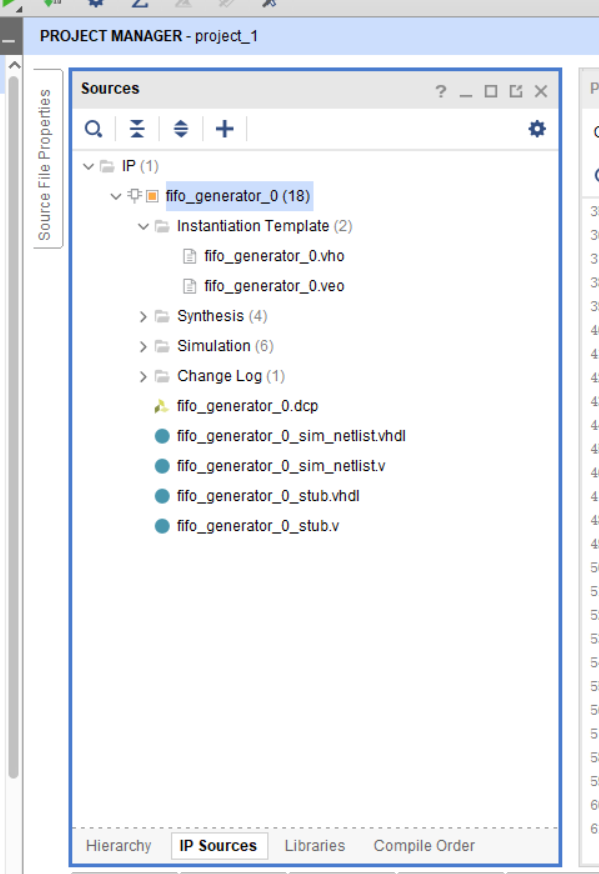 PROJECT MANAGER - project_1
Source File Properties
Sources
?
IP (1)
fifo_generator_0 (18)
Instantiation Template (2)
fifo_generator_0.vho
fifo_generator_0.veo
Synthesis (4)
Simulation (6)
Change Log (1)
fifo_generator_0.dcp
fifo_generator_0_sim_netlist.vhdl
fifo_generator_0_sim_netlist.v
fifo_generator_0_stub.vhdl
fifo_generator_0_stub.v
Hierarchy IP Sources Libraries Compile Order